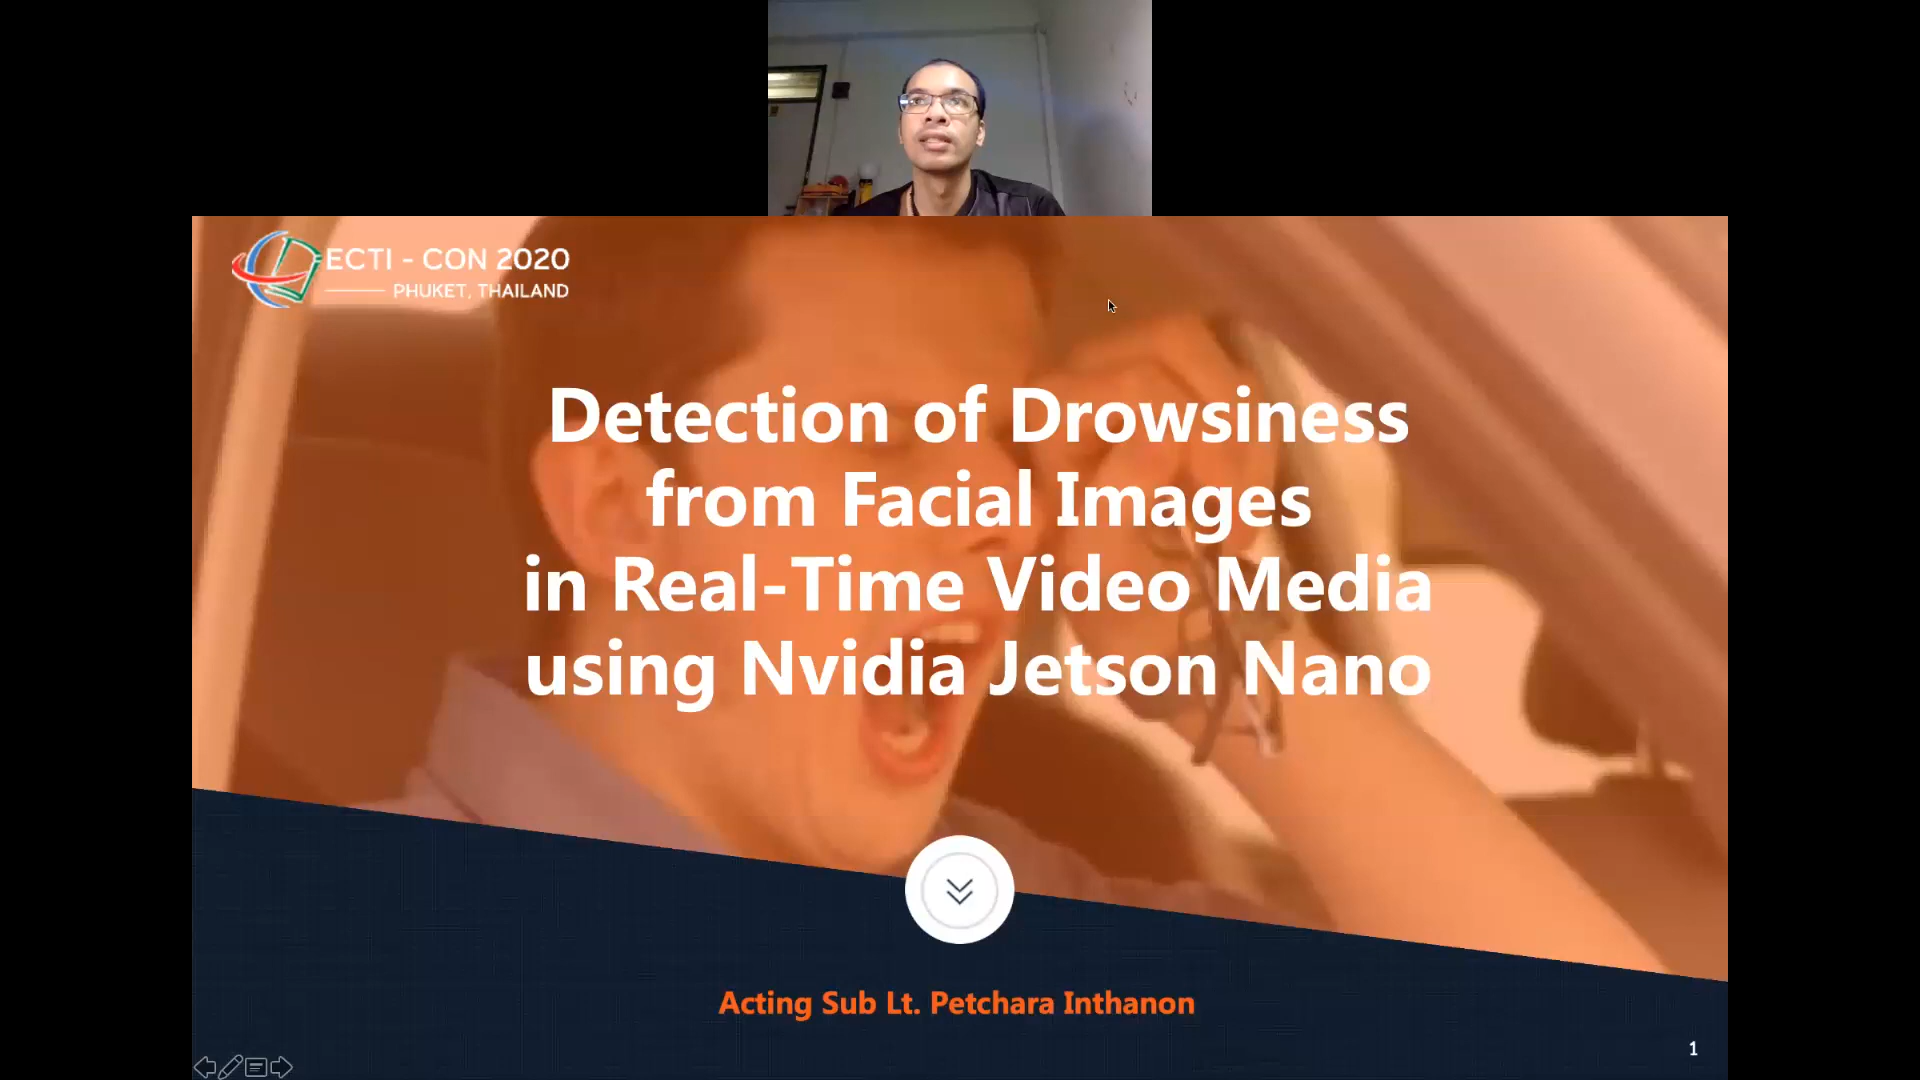 ECTI - CON 2020
PHUKET, THAILAND
Detection of Drowsiness
from Facial Images
in Real-Time Video Media
using Nvidia Jetson Nano
Acting Sub Lt. Petchara Inthanon
1